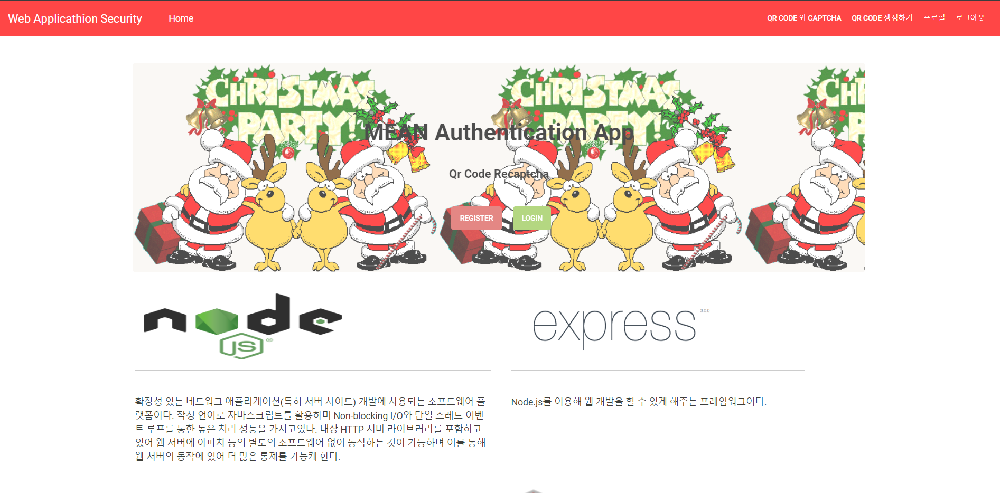 Web Applicathion Security
Home
QR CODE 와 CAPTCHA
QR CODE 생성하기
프로필
로그아웃
CHRISTMAS PARTY!
CHRISTMAS PARTY!
CH
P
MEAN Authentication App
Qr Code Recaptcha
REGISTER
LOGIN
node
JS®
express
3.0.0
확장성 있는 네트워크 애플리케이션(특히 서버 사이드) 개발에 사용되는 소프트웨어 플
랫폼이다. 작성 언어로 자바스크립트를 활용하며 Non-blocking I/O와 단일 스레드 이벤
트 루프를 통한 높은 처리 성능을 가지고있다. 내장 HTTP 서버 라이브러리를 포함하고
있어 웹 서버에 아파치 등의 별도의 소프트웨어 없이 동작하는 것이 가능하며 이를 통해
웹 서버의 동작에 있어 더 많은 통제를 가능케 한다.
Node.js를 이용해 웹 개발을 할 수 있게 해주는 프레임워크이다.